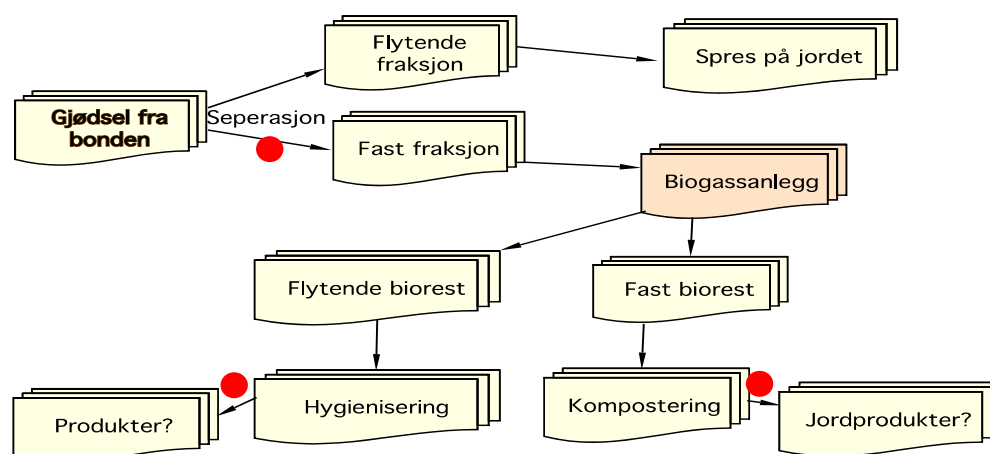 Flytende
fraksjon
Spres på jordet
Gjødsel fra
bonden
Seperasjon
Fast fraksjon
Biogassanlegg
Flytende biorest
Fast biorest
Produkter?
Hygienisering
Kompostering
Jordprodukter?